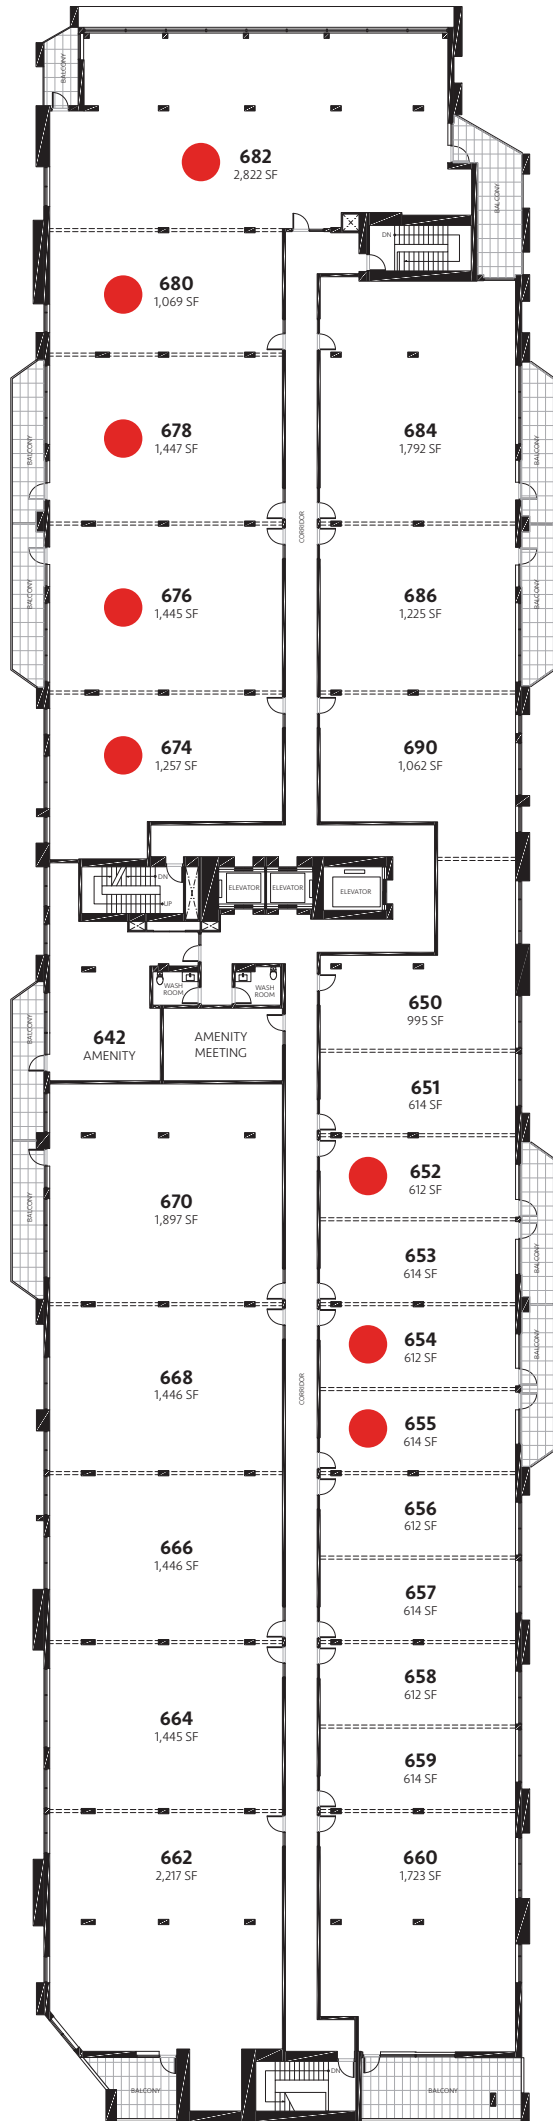 BALCONY
682
2,822 SF
BALCONY
DN
680
1,069 SF
678
1,447 SF
684
1,792 SF
BALCONY
BALCONY
CORRIDOR
676
1,445 SF
686
1,225 SF
BALCONY
BALCONY
674
1,257 SF
690
1,062 SF
DN
UP
ELEVATOR
ELEVATOR
ELEVATOR
WASH
ROOM
WASH
ROOM
650
995 SF
BALCONY
642
AMENITY
AMENITY
MEETING
651
614 SF
652
612 SF
670
1,897 SF
BALCONY
653
614 SF
BALCONY
654
612 SF
BALCONY
668
1,446 SF
CORRIDOR
655
614 SF
656
612 SF
666
1,446 SF
657
614 SF
658
612 SF
664
1,445 SF
659
614 SF
662
2,217 SF
660
1,723 SF
DN
BALCONY
BALCONY